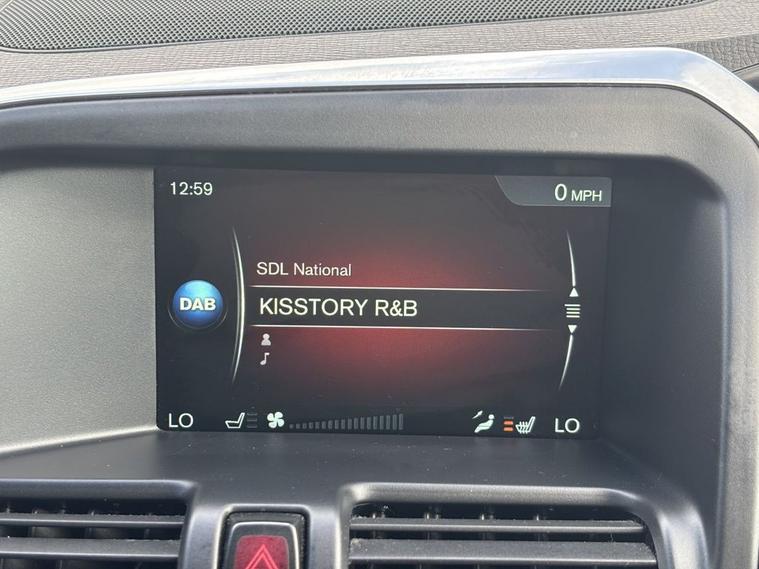 12:59
0 MPH
SDL National
DAB
KISSTORY R&B
LO
LO